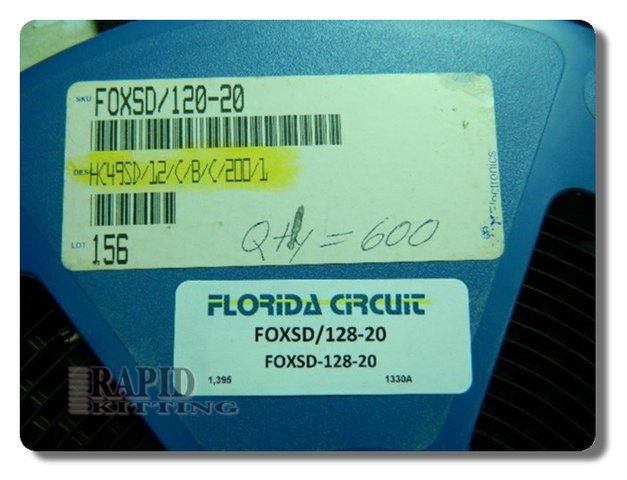 SKU FOXSD/120-20
DES HC49SD/12/C/B/C/200/1
LOT 156
Qty = 600
Electronics
FLORIDA CIRCUIT
FOXSD/128-20
FOXSD-128-20
1,395 1330A
RAPID
KITTING